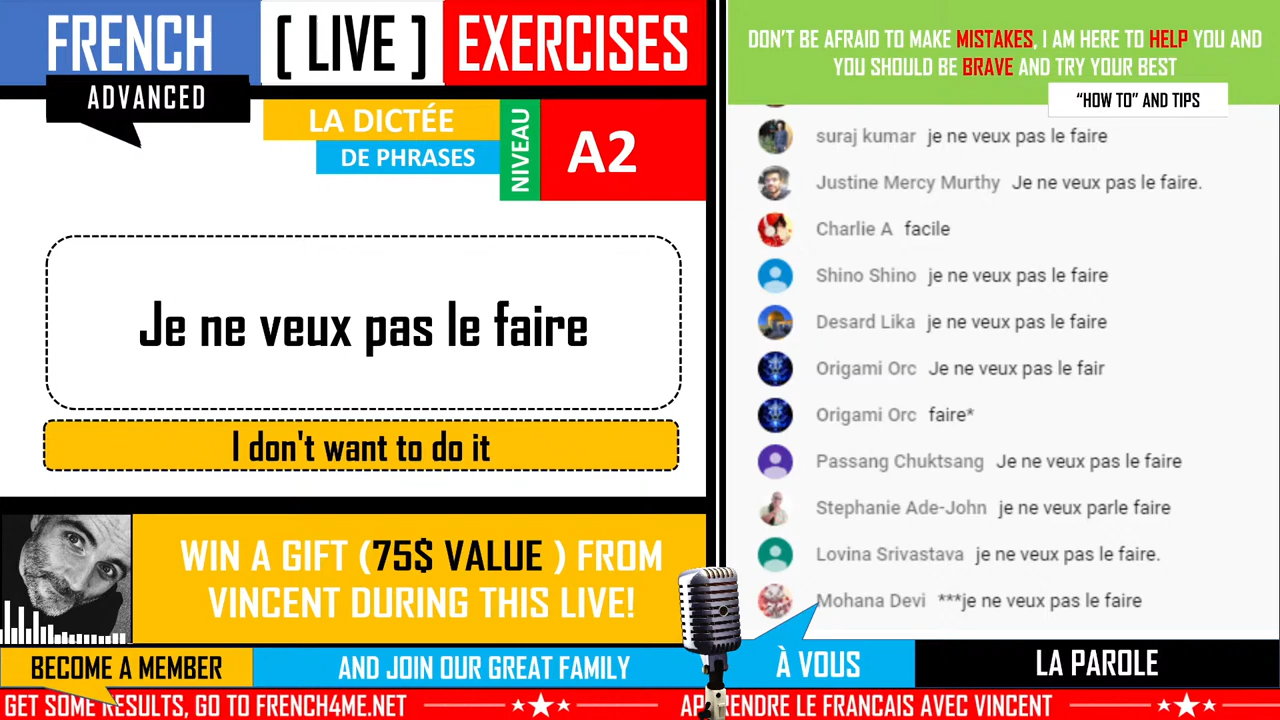 FRENCH [ LIVE ] EXERCISES
ADVANCED
LA DICTÉE
DE PHRASES
NIVEAU
A2
Je ne veux pas le faire
I don't want to do it
WIN A GIFT (75$ VALUE ) FROM
VINCENT DURING THIS LIVE!
BECOME A MEMBER
AND JOIN OUR GREAT FAMILY
DON'T BE AFRAID TO MAKE MISTAKES, I AM HERE TO HELP YOU AND
YOU SHOULD BE BRAVE AND TRY YOUR BEST
"HOW TO" AND TIPS
suraj kumar je ne veux pas le faire
Justine Mercy Murthy Je ne veux pas le faire.
Charlie A facile
Shino Shino je ne veux pas le faire
Desard Lika je ne veux pas le faire
Origami Orc Je ne veux pas le fair
Origami Orc faire*
Passang Chuktsang Je ne veux pas le faire
Stephanie Ade-John je ne veux parle faire
Lovina Srivastava je ne veux pas le faire.
Mohana Devi ***je ne veux pas le faire
À VOUS
LA PAROLE
GET SOME RESULTS, GO TO FRENCH4ME.NET
APPRENDRE LE FRANCAIS AVEC VINCENT